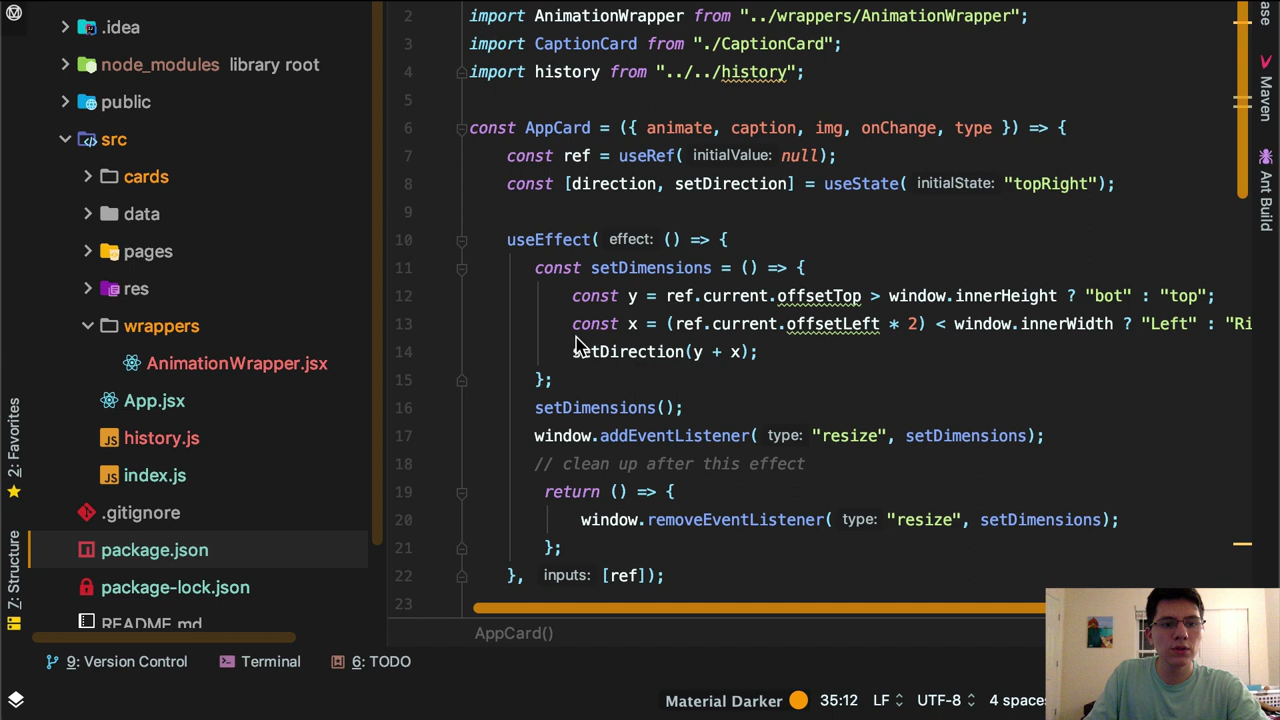 .idea
node_modules library root
public
src
cards
data
pages
res
wrappers
AnimationWrapper.jsx
App.jsx
history.js
index.js
.gitignore
package.json
package-lock.json
README.md
2: Favorites
7: Structure
2 import AnimationWrapper from "../wrappers/AnimationWrapper";
3 import CaptionCard from "./CaptionCard";
4 import history from "../../history";
5
6 const AppCard = ({ animate, caption, img, onChange, type }) => {
7 const ref = useRef( initialValue: null);
8 const [direction, setDirection] = useState( initialState: "topRight");
9
10 useEffect( effect: () => {
11 const setDimensions = () => {
12 const y = ref.current.offsetTop > window.innerHeight ? "bot" : "top";
13 const x = (ref.current.offsetLeft * 2) < window.innerWidth ? "Left" : "Ri
14 setDirection(y + x);
15 };
16 setDimensions();
17 window.addEventListener( type: "resize", setDimensions);
18 // clean up after this effect
19 return () => {
20 window.removeEventListener( type: "resize", setDimensions);
21 };
22 }, inputs: [ref]);
23
AppCard()
ase
Maven
Ant Build
9: Version Control
Terminal
6: TODO
Material Darker 35:12 LF UTF-8 4 spaces